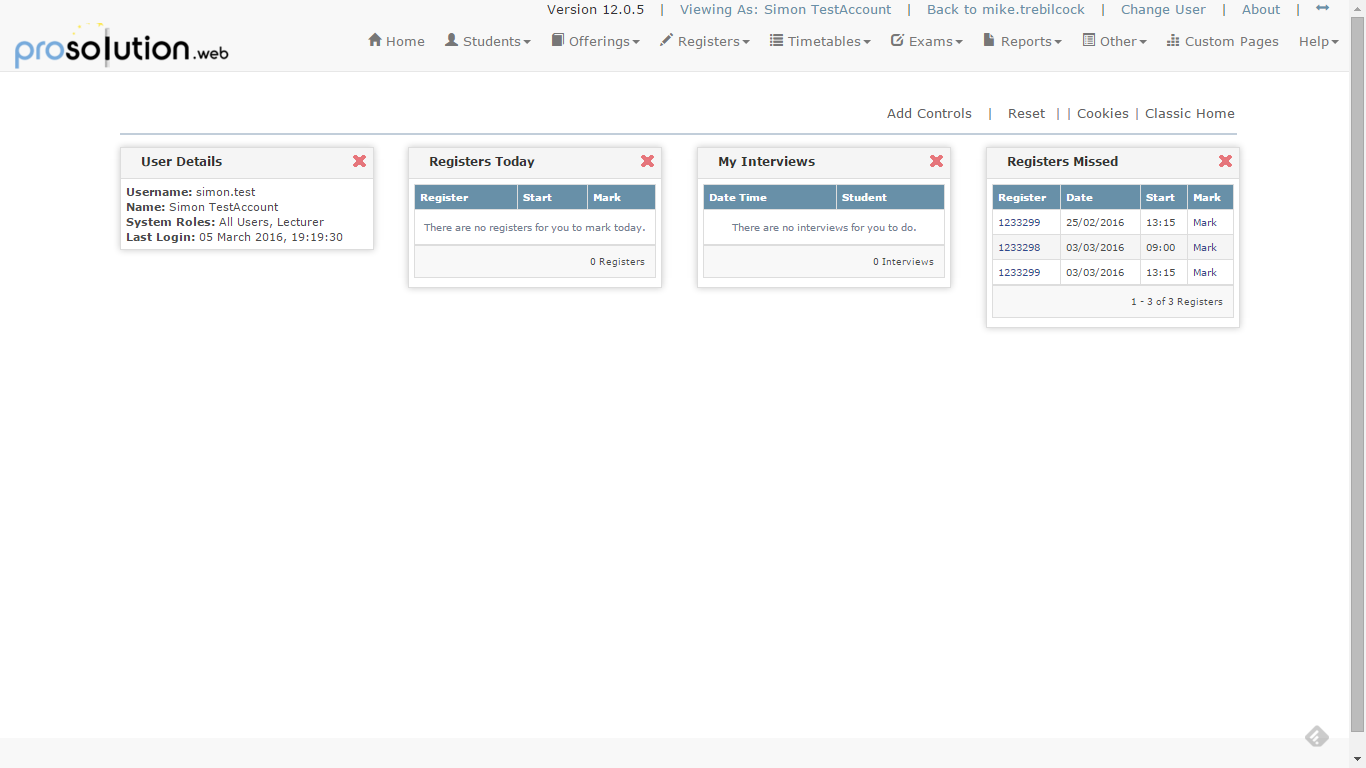 Version 12.0.5 | Viewing As: Simon TestAccount | Back to mike.trebilcock | Change User | About |
prosolution.web
Home Students Offerings Registers Timetables Exams Reports Other Custom Pages Help
Add Controls | Reset | | Cookies | Classic Home
User Details
Username: simon.test
Name: Simon TestAccount
System Roles: All Users, Lecturer
Last Login: 05 March 2016, 19:19:30
Registers Today
Register Start Mark
There are no registers for you to mark today.
0 Registers
My Interviews
Date Time Student
There are no interviews for you to do.
0 Interviews
Registers Missed
Register Date Start Mark
1233299 25/02/2016 13:15 Mark
1233298 03/03/2016 09:00 Mark
1233299 03/03/2016 13:15 Mark
1 - 3 of 3 Registers